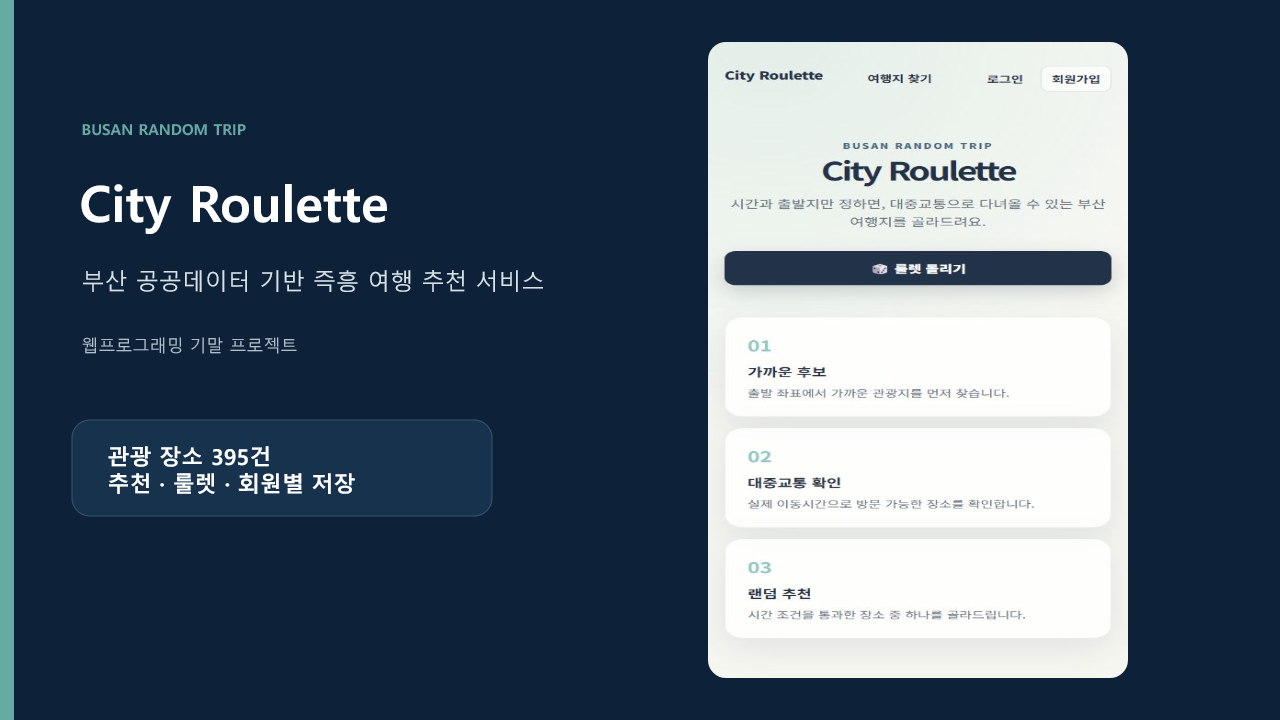 BUSAN RANDOM TRIP
City Roulette
부산 공공데이터 기반 즉흥 여행 추천 서비스
웹프로그래밍 기말 프로젝트
관광 장소 395건
추천 · 룰렛 · 회원별 저장
City Roulette 여행지 찾기 로그인 회원가입
BUSAN RANDOM TRIP
City Roulette
시간과 출발지만 정하면, 대중교통으로 다녀올 수 있는 부산
여행지를 골라드려요.
룰렛 돌리기
01
가까운 후보
출발 좌표에서 가까운 관광지를 먼저 찾습니다.
02
대중교통 확인
실제 이동시간으로 방문 가능한 장소를 확인합니다.
03
랜덤 추천
시간 조건을 통과한 장소 중 하나를 골라드립니다.